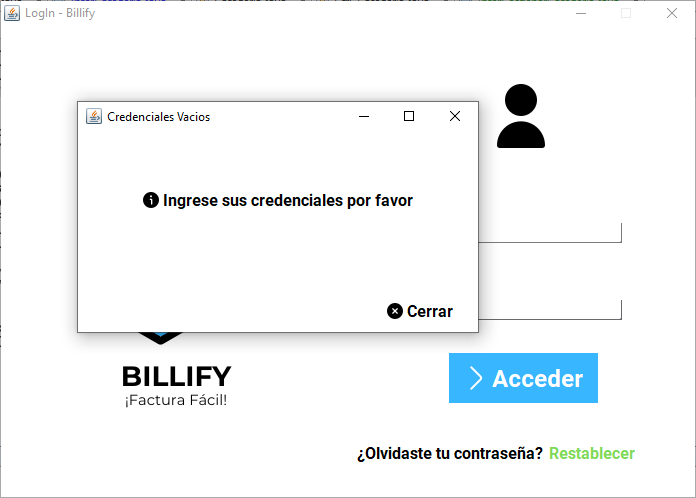 LogIn - Billify
Credenciales Vacios
Ingrese sus credenciales por favor
Cerrar
BILLIFY
¡Factura Fácil!
Acceder
¿Olvidaste tu contraseña? Restablecer